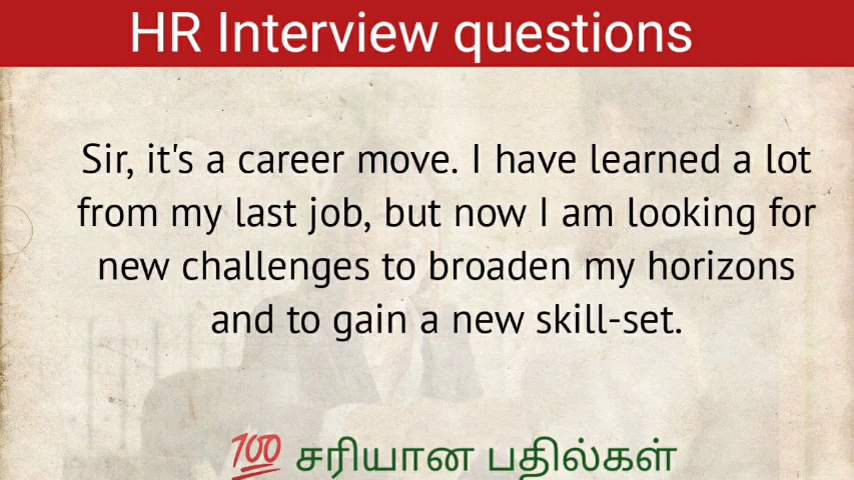 HR Interview questions
Sir, it's a career move. I have learned a lot
from my last job, but now I am looking for
new challenges to broaden my horizons
and to gain a new skill-set.
💯 சரியான பதில்கள்